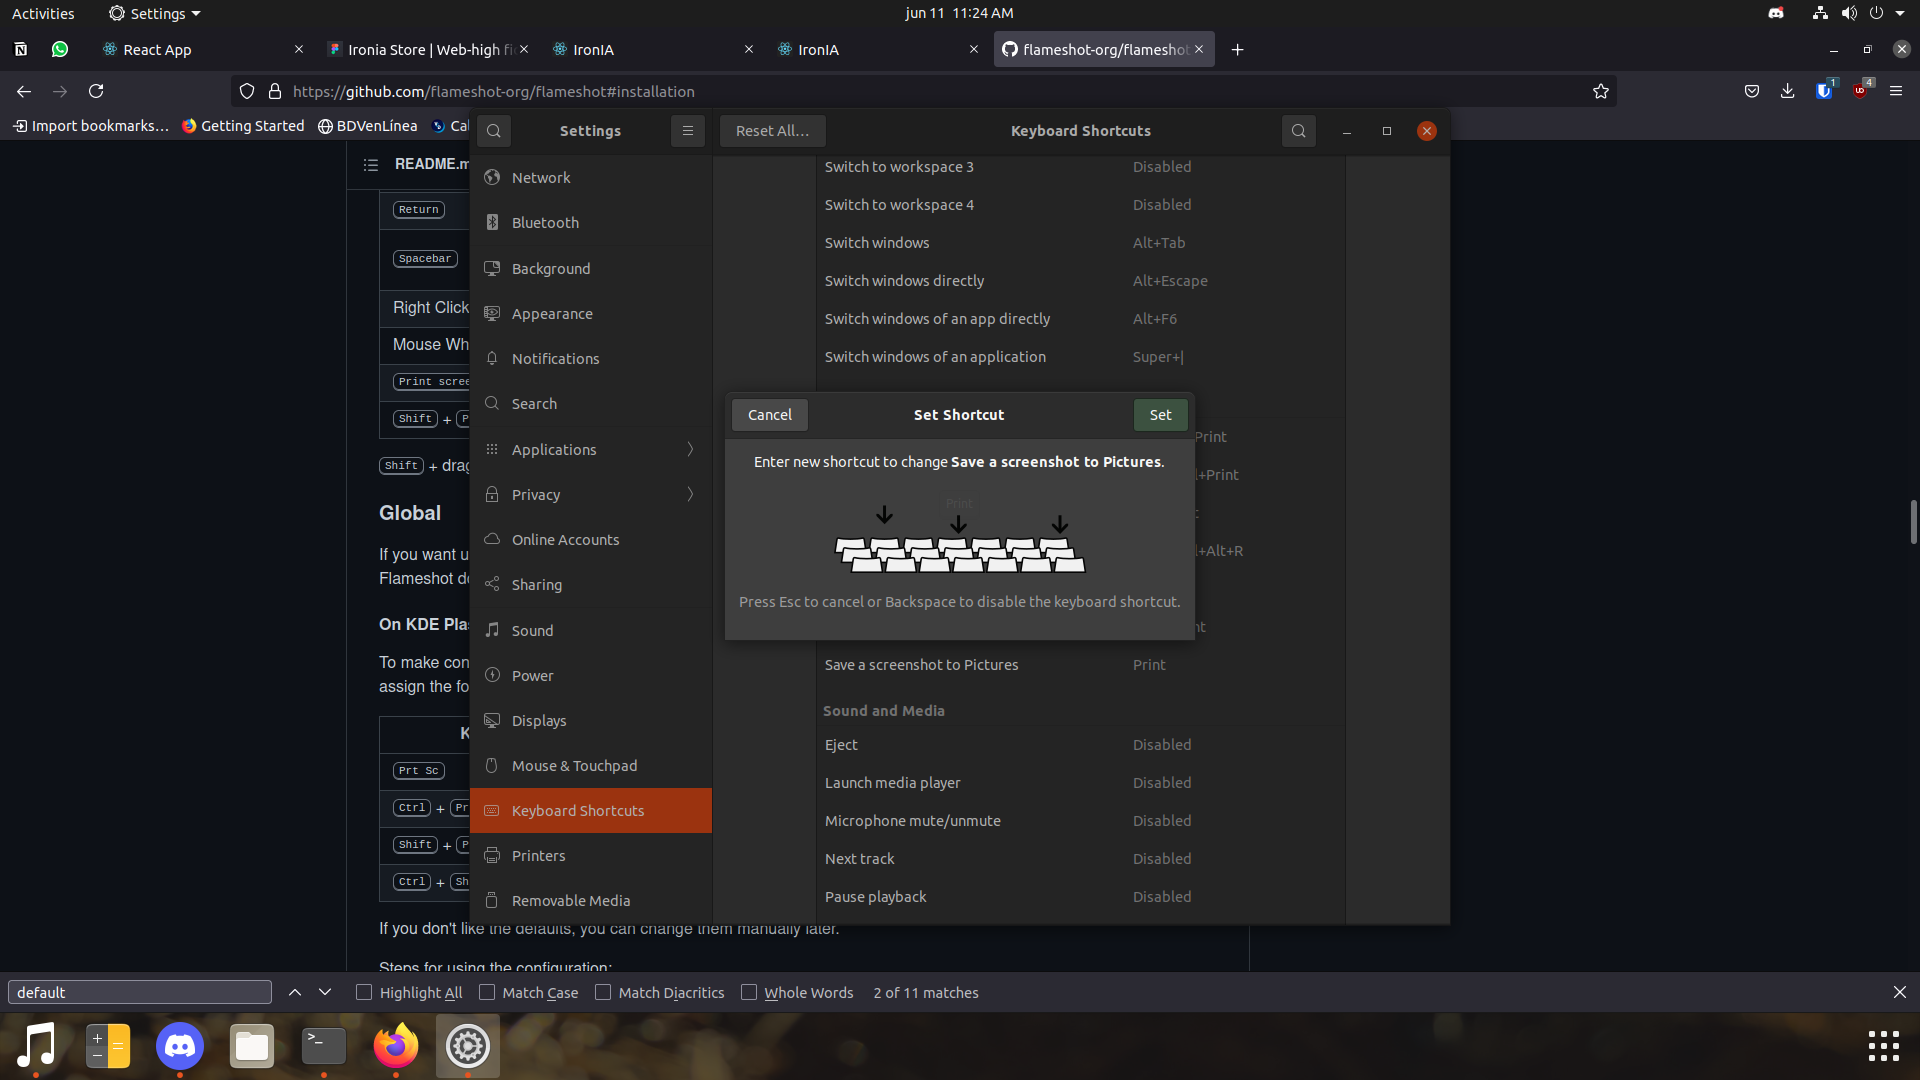 Activities
Settings
jun 11 11:24 AM
React App
Ironia Store | Web-high fi
IronIA
IronIA
flameshot-org/flameshot
https://github.com/flameshot-org/flameshot#installation
1
4
Import bookmarks...
Getting Started
BDVenLínea
Cal
Settings
Reset All...
Keyboard Shortcuts
README.m
Return
Spacebar
Right Click
Mouse Wh
Print scree
Shift + P
Shift + drag
Global
If you want u
Flameshot de
On KDE Plas
To make con
assign the fo
K
Prt Sc
Ctrl + Pr
Shift + P
Ctrl + Sh
If you don't like the defaults, you can change them manually later.
Steps for using the configuration:
Network
Bluetooth
Background
Appearance
Notifications
Search
Applications
Privacy
Online Accounts
Sharing
Sound
Power
Displays
Mouse & Touchpad
Keyboard Shortcuts
Printers
Removable Media
Switch to workspace 3 Disabled
Switch to workspace 4 Disabled
Switch windows Alt+Tab
Switch windows directly Alt+Escape
Switch windows of an app directly Alt+F6
Switch windows of an application Super+|
Print
l+Print
t
l+Alt+R
nt
Cancel
Set Shortcut
Set
Enter new shortcut to change Save a screenshot to Pictures.
Print
Press Esc to cancel or Backspace to disable the keyboard shortcut.
Save a screenshot to Pictures Print
Sound and Media
Eject Disabled
Launch media player Disabled
Microphone mute/unmute Disabled
Next track Disabled
Pause playback Disabled
default
Highlight All
Match Case
Match Diacritics
Whole Words
2 of 11 matches